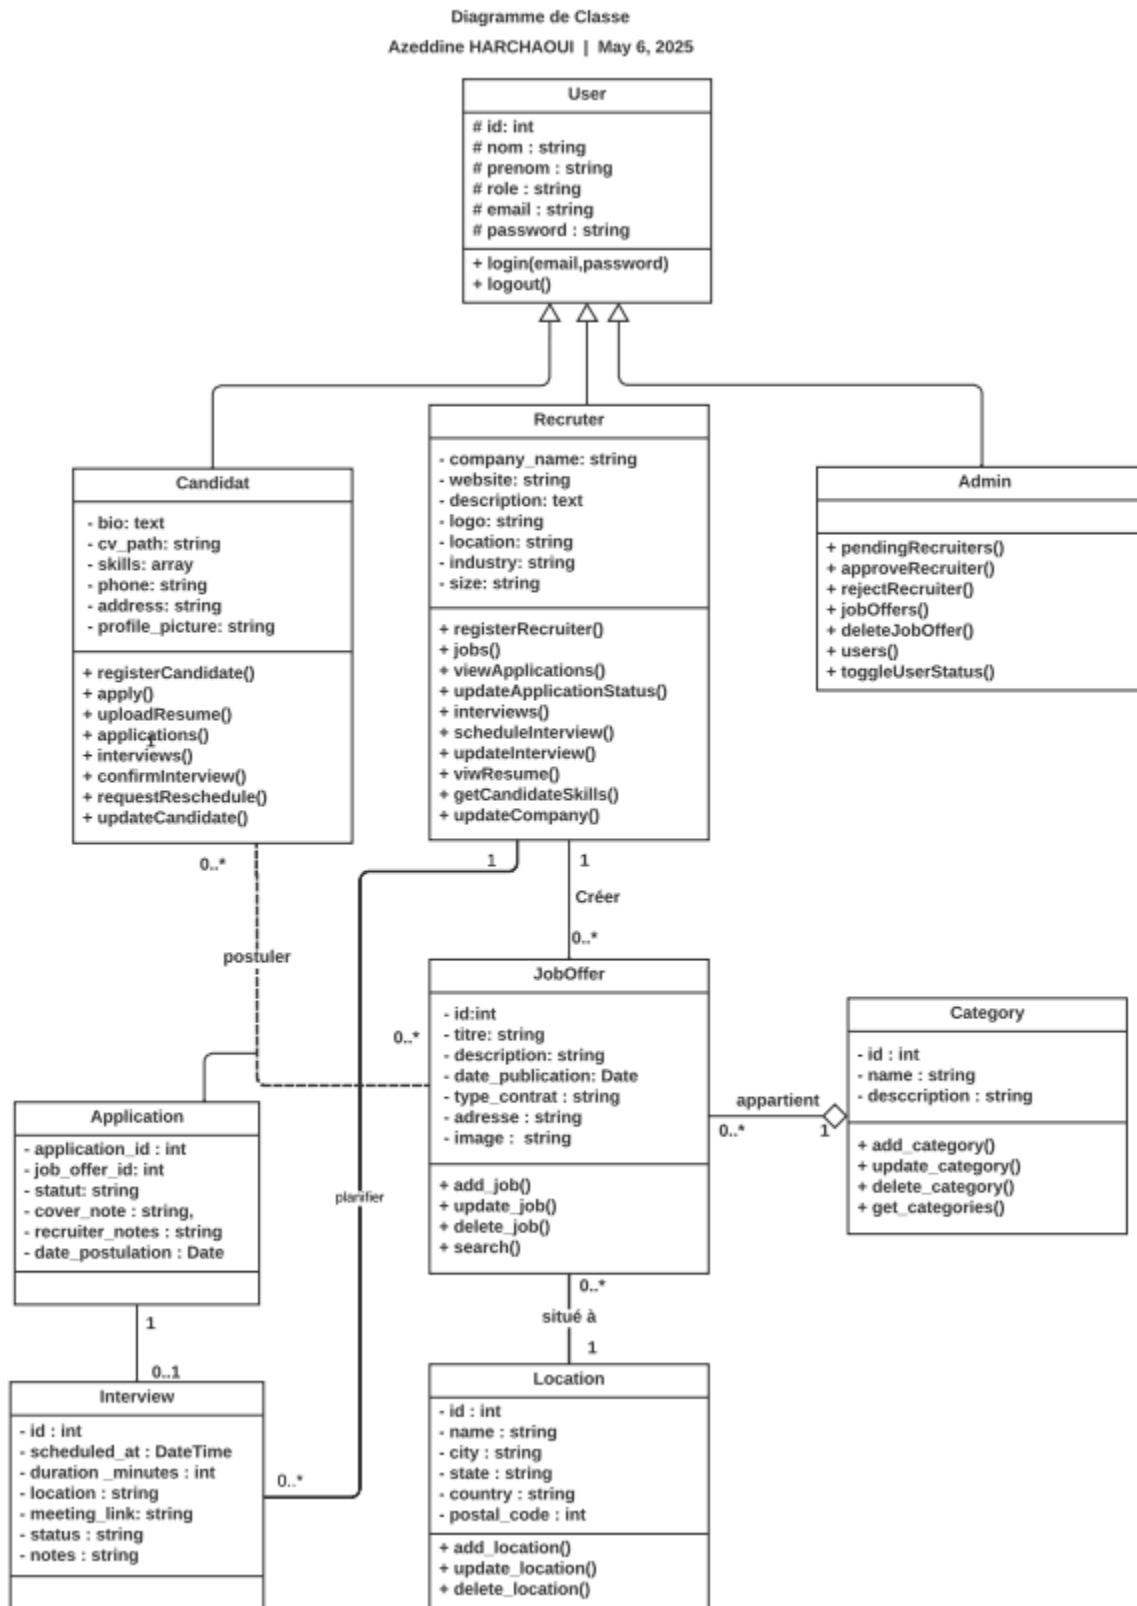 Diagramme de Classe
Azeddine HARCHAOUI | May 6, 2025
User
# id: int
# nom : string
# prenom : string
# role : string
# email : string
# password : string
+ login(email,password)
+ logout()
Recruter
- company_name: string
- website: string
- description: text
- logo: string
- location: string
- industry: string
- size: string
+ registerRecruiter()
+ jobs()
+ viewApplications()
+ updateApplicationStatus()
+ interviews()
+ scheduleInterview()
+ updateInterview()
+ viwResume()
+ getCandidateSkills()
+ updateCompany()
Candidat
- bio: text
- cv_path: string
- skills: array
- phone: string
- address: string
- profile_picture: string
+ registerCandidate()
+ apply()
+ uploadResume()
+ applications()
1
+ interviews()
+ confirmInterview()
+ requestReschedule()
+ updateCandidate()
Admin
+ pendingRecruiters()
+ approveRecruiter()
+ rejectRecruiter()
+ jobOffers()
+ deleteJobOffer()
+ users()
+ toggleUserStatus()
0..*
1
1
Créer
0..*
postuler
0..*
JobOffer
- id:int
- titre: string
- description: string
- date_publication: Date
- type_contrat : string
- adresse : string
- image : string
+ add_job()
+ update_job()
+ delete_job()
+ search()
appartient
0..*
1
Category
- id : int
- name : string
- desccription : string
+ add_category()
+ update_category()
+ delete_category()
+ get_categories()
Application
- application_id : int
- job_offer_id: int
- statut: string
- cover_note : string,
- recruiter_notes : string
- date_postulation : Date
planifier
1
0..1
0..*
situé à
1
Interview
- id : int
- scheduled_at : DateTime
- duration _minutes : int
- location : string
- meeting_link: string
- status : string
- notes : string
0..*
Location
- id : int
- name : string
- city : string
- state : string
- country : string
- postal_code : int
+ add_location()
+ update_location()
+ delete_location()